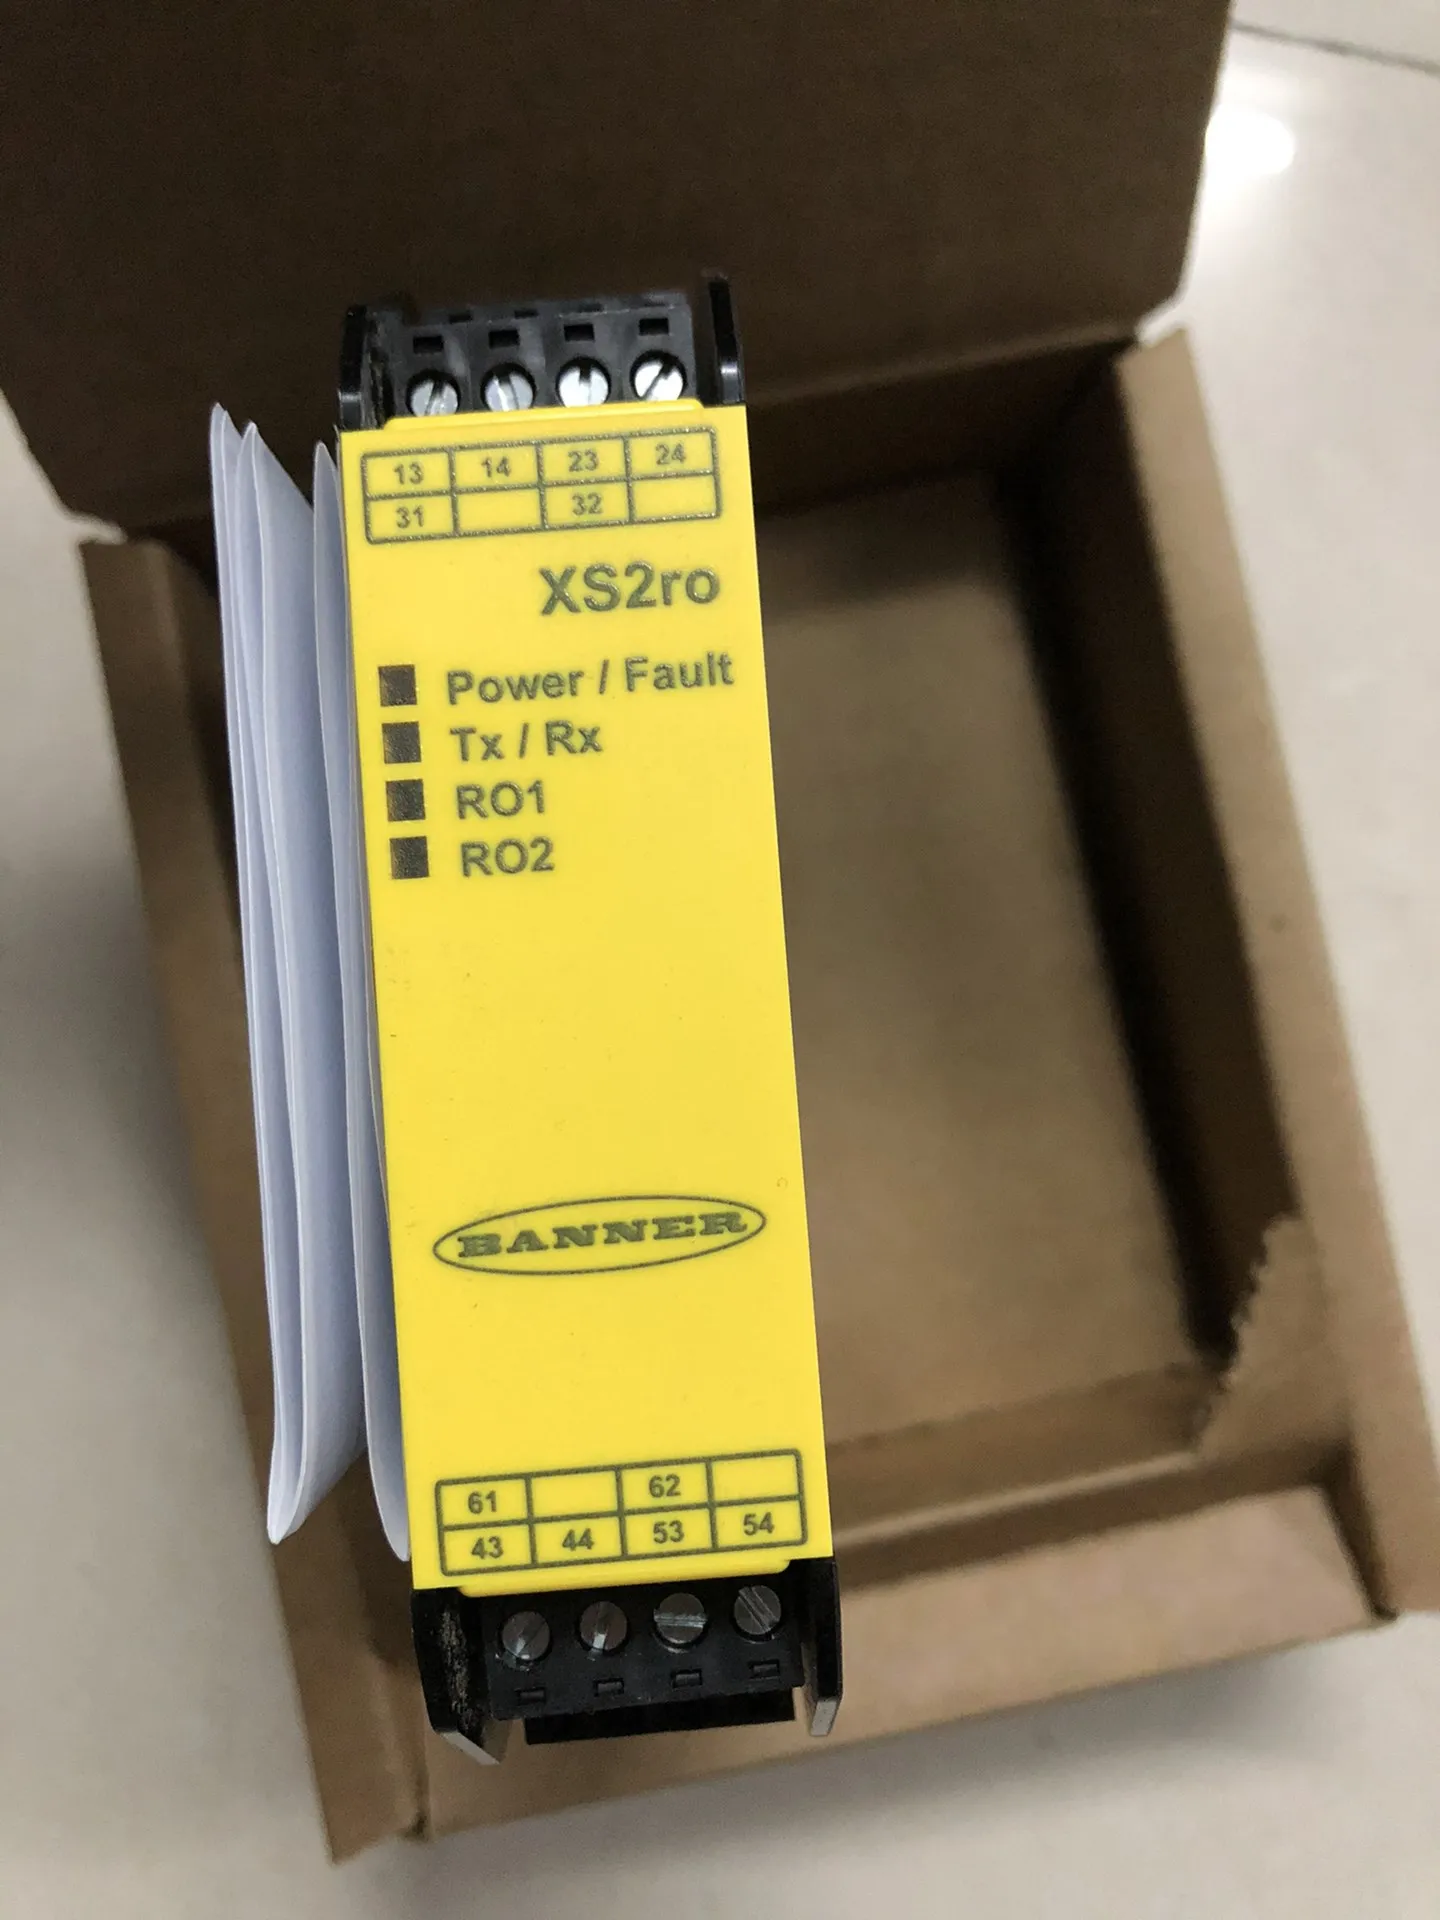 13 14 23 24
31 32
XS2ro
Power / Fault
Tx / Rx
RO1
RO2
BANNER
61 62
43 44 53 54